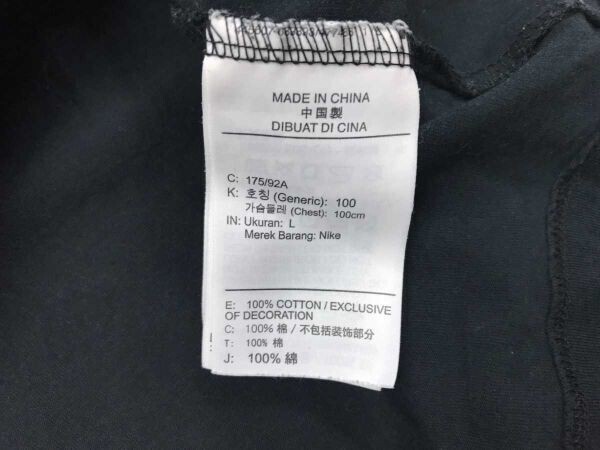 MADE IN CHINA
中国製
DIBUAT DI CINA
C: 175/92A
K: 호칭 (Generic): 100
가슴둘레 (Chest): 100cm
IN: Ukuran: L
Merek Barang: Nike
E: 100% COTTON / EXCLUSIVE
OF DECORATION
C: 100% 棉 / 不包括装饰部分
T: 100% 棉
J: 100% 綿